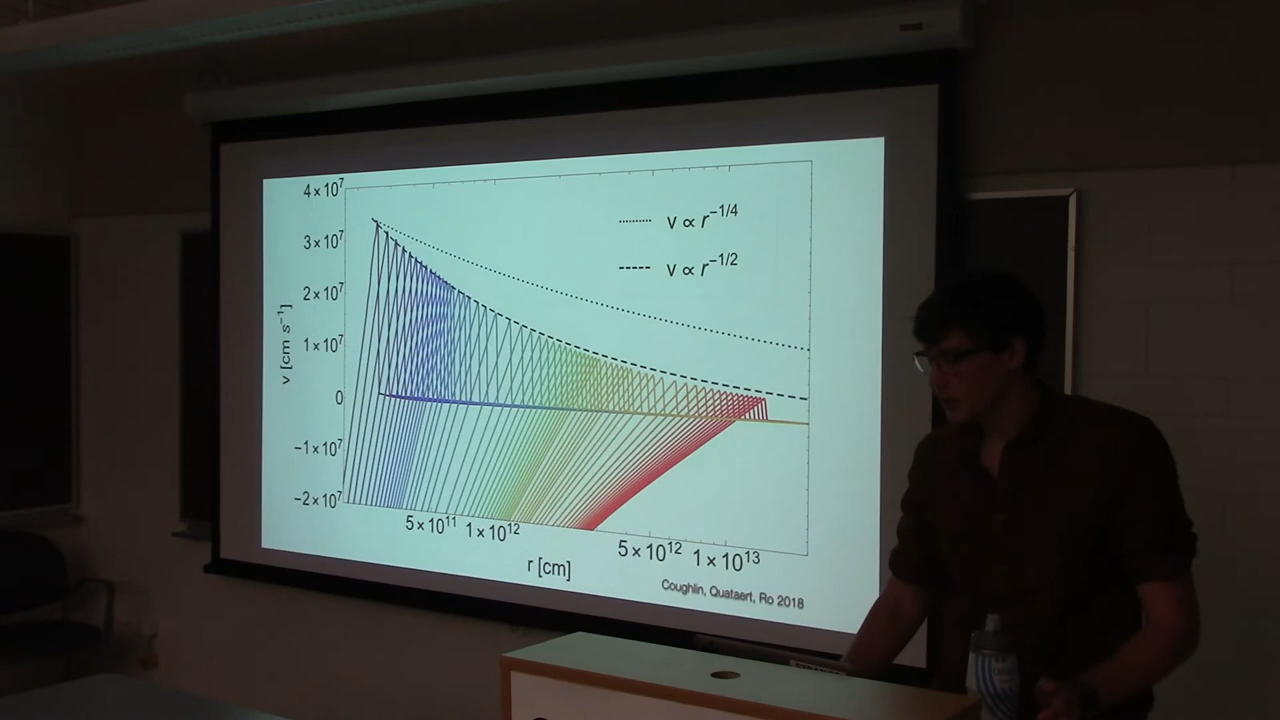 4×10⁷
3×10⁷
2×10⁷
1×10⁷
0
−1×10⁷
−2×10⁷
v [cm s⁻¹]
v ∝ r⁻¹/⁴
v ∝ r⁻¹/²
5×10¹¹ 1×10¹² 5×10¹² 1×10¹³
r [cm]
Coughlin, Quataert, Ro 2018